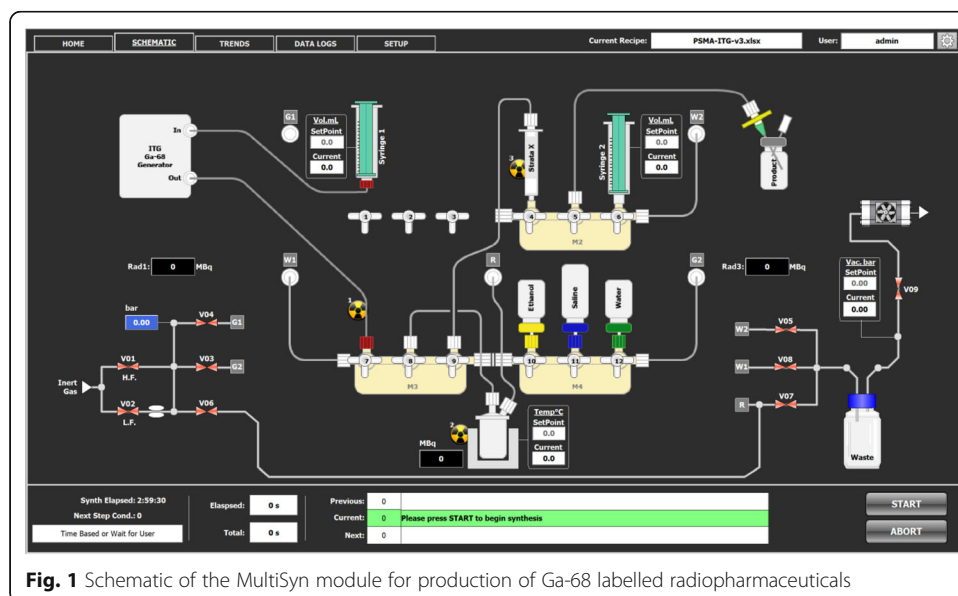 HOME SCHEMATIC TRENDS DATA LOGS SETUP Current Recipe: PSMA-ITG-v3.xlsx User: admin
In
ITG
Ga-68
Generator
Out
G1
Vol.mL
SetPoint
0.0
Current
0.0
Syringe 1
1 2 3
3
Strata X
Syringe 2
Vol.mL
SetPoint
0.0
Current
0.0
W2
Product
4 5 6
M2
Rad1: 0 MBq
W1
R
G2
Rad3: 0 MBq
Vac. bar
SetPoint
0.00
Current
0.00
V09
1
Ethanol
Saline
Water
bar
0.00
V04 G1
V01
H.F.
V03 G2
Inert
Gas
V02
L.F.
V06
7 8 9
M3
10 11 12
M4
W2 V05
W1 V08
R V07
2
MBq
0
Temp°C
SetPoint
0.0
Current
0.0
Waste
Synth Elapsed: 2:59:30
Next Step Cond.: 0
Time Based or Wait for User
Elaspsed: 0 s
Total: 0 s
Previous: 0
Current: 0 Please press START to begin synthesis
Next: 0
START
ABORT
Fig. 1 Schematic of the MultiSyn module for production of Ga-68 labelled radiopharmaceuticals